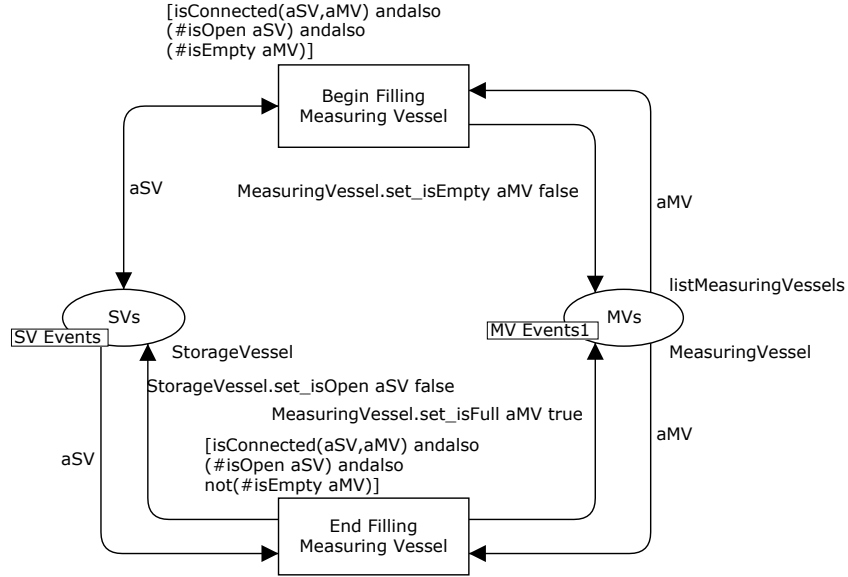 [isConnected(aSV,aMV) andalso
(#isOpen aSV) andalso
(#isEmpty aMV)]
Begin Filling
Measuring Vessel
aSV
MeasuringVessel.set_isEmpty aMV false
aMV
listMeasuringVessels
SVs
MVs
SV Events
MV Events1
StorageVessel
MeasuringVessel
StorageVessel.set_isOpen aSV false
MeasuringVessel.set_isFull aMV true
aMV
[isConnected(aSV,aMV) andalso
(#isOpen aSV) andalso
not(#isEmpty aMV)]
aSV
End Filling
Measuring Vessel